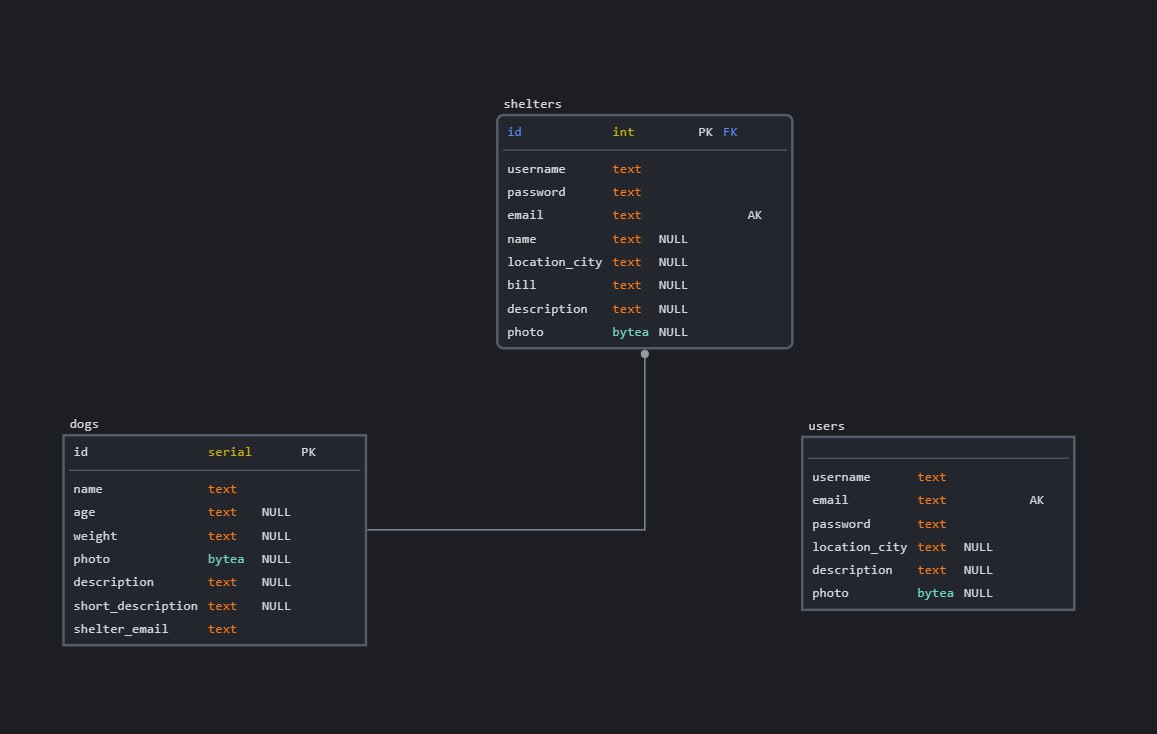 shelters
id int PK FK
username text
password text
email text AK
name text NULL
location_city text NULL
bill text NULL
description text NULL
photo bytea NULL
dogs
id serial PK
name text
age text NULL
weight text NULL
photo bytea NULL
description text NULL
short_description text NULL
shelter_email text
users
username text
email text AK
password text
location_city text NULL
description text NULL
photo bytea NULL